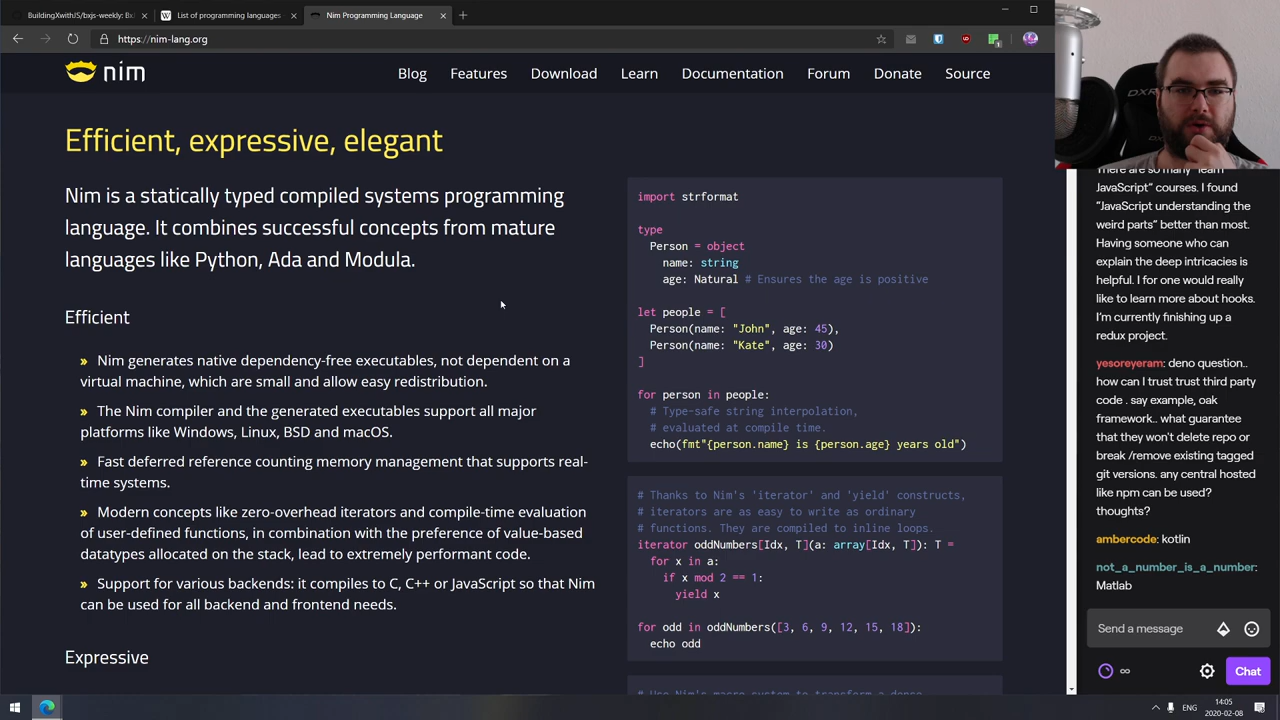 BuildingXwithJS/bxjs-weekly: Bx
List of programming languages
Nim Programming Language
https://nim-lang.org
nim
Blog
Features
Download
Learn
Documentation
Forum
Donate
Source
Efficient, expressive, elegant
Nim is a statically typed compiled systems programming
language. It combines successful concepts from mature
languages like Python, Ada and Modula.
Efficient
» Nim generates native dependency-free executables, not dependent on a
virtual machine, which are small and allow easy redistribution.
» The Nim compiler and the generated executables support all major
platforms like Windows, Linux, BSD and macOS.
» Fast deferred reference counting memory management that supports real-
time systems.
» Modern concepts like zero-overhead iterators and compile-time evaluation
of user-defined functions, in combination with the preference of value-based
datatypes allocated on the stack, lead to extremely performant code.
» Support for various backends: it compiles to C, C++ or JavaScript so that Nim
can be used for all backend and frontend needs.
Expressive
import strformat
type
Person = object
name: string
age: Natural # Ensures the age is positive
let people = [
Person(name: "John", age: 45),
Person(name: "Kate", age: 30)
]
for person in people:
# Type-safe string interpolation,
# evaluated at compile time.
echo(fmt"{person.name} is {person.age} years old")
# Thanks to Nim's 'iterator' and 'yield' constructs,
# iterators are as easy to write as ordinary
# functions. They are compiled to inline loops.
iterator oddNumbers[Idx, T](a: array[Idx, T]): T =
for x in a:
if x mod 2 == 1:
yield x
for odd in oddNumbers([3, 6, 9, 12, 15, 18]):
echo odd
# Use Nim's macro system to transform a dense
DXR
There are so many "learn
JavaScript" courses. I found
"JavaScript understanding the
weird parts" better than most.
Having someone who can
explain the deep intricacies is
helpful. I for one would really
like to learn more about hooks.
I'm currently finishing up a
redux project.
yesoreyeram: deno question..
how can I trust trust third party
code . say example, oak
framework.. what guarantee
that they won't delete repo or
break /remove existing tagged
git versions. any central hosted
like npm can be used?
thoughts?
ambercode: kotlin
not_a_number_is_a_number:
Matlab
Send a message
∞
Chat
ENG
14:05
2020-02-08